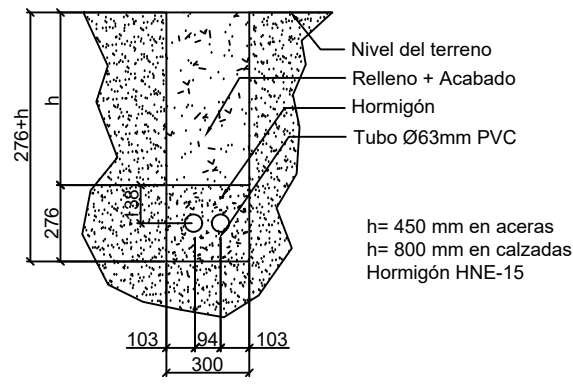 Nivel del terreno
Relleno + Acabado
Hormigón
Tubo Ø63mm PVC
276+h
h
276
138
h= 450 mm en aceras
h= 800 mm en calzadas
Hormigón HNE-15
103 94 103
300